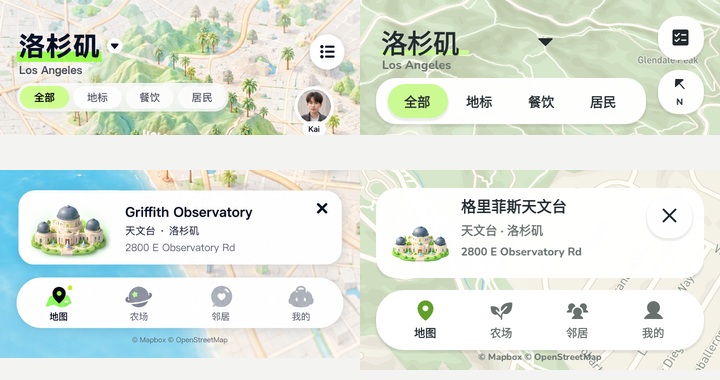 洛杉矶
Los Angeles
全部
地标
餐饮
居民
Kai
洛杉矶
Los Angeles
Glendale Peak
全部
地标
餐饮
居民
N
Griffith Observatory
天文台 · 洛杉矶
2800 E Observatory Rd
地图
农场
邻居
我的
© Mapbox © OpenStreetMap
格里菲斯天文台
天文台 · 洛杉矶
2800 E Observatory Rd
地图
农场
邻居
我的
© Mapbox © OpenStreetMap